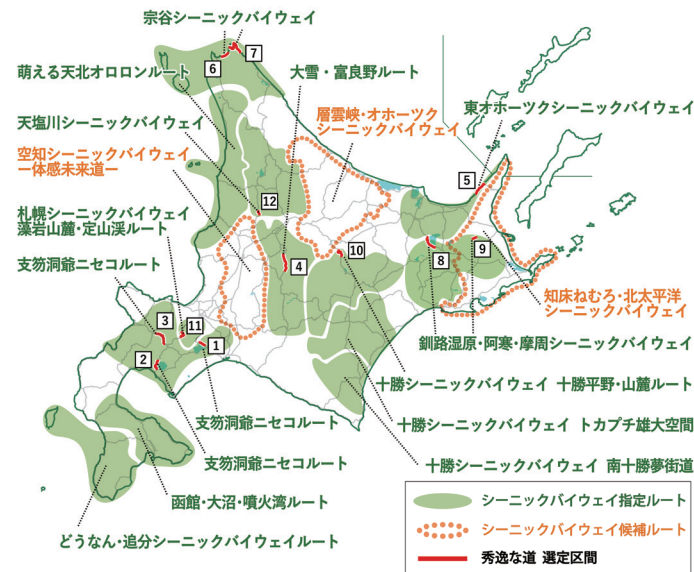 宗谷シーニックバイウェイ
7
6
萌える天北オロロンルート
大雪・富良野ルート
東オホーツクシーニックバイウェイ
天塩川シーニックバイウェイ
層雲峡・オホーツク
シーニックバイウェイ
空知シーニックバイウェイ
ー体感未来道ー
5
12
札幌シーニックバイウェイ
藻岩山麓・定山渓ルート
10
9
8
4
支笏洞爺ニセコルート
知床ねむろ・北太平洋
シーニックバイウェイ
3
11
1
2
釧路湿原・阿寒・摩周シーニックバイウェイ
十勝シーニックバイウェイ 十勝平野・山麓ルート
支笏洞爺ニセコルート
十勝シーニックバイウェイ トカプチ雄大空間
支笏洞爺ニセコルート
十勝シーニックバイウェイ 南十勝夢街道
函館・大沼・噴火湾ルート
どうなん・追分シーニックバイウェイルート
シーニックバイウェイ指定ルート
シーニックバイウェイ候補ルート
秀逸な道 選定区間